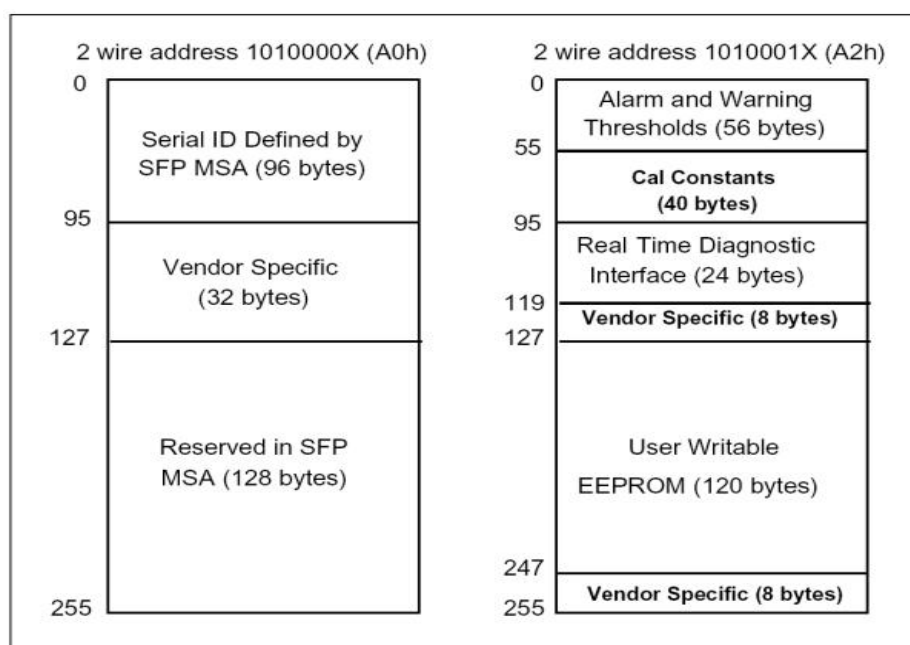 2 wire address 1010000X (A0h)
0
Serial ID Defined by
SFP MSA (96 bytes)
95
Vendor Specific
(32 bytes)
127
Reserved in SFP
MSA (128 bytes)
255
2 wire address 1010001X (A2h)
0
Alarm and Warning
Thresholds (56 bytes)
55
Cal Constants
(40 bytes)
95
Real Time Diagnostic
Interface (24 bytes)
119
Vendor Specific (8 bytes)
127
User Writable
EEPROM (120 bytes)
247
Vendor Specific (8 bytes)
255